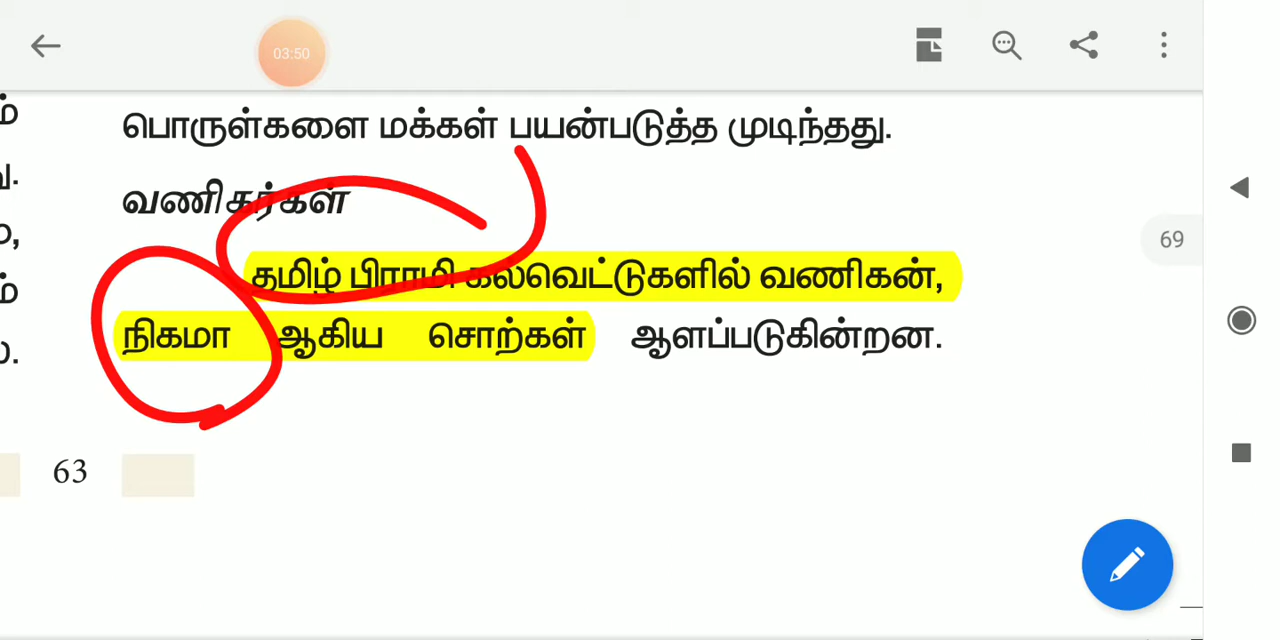 03:50
ம்
பொருள்களை மக்கள் பயன்படுத்த முடிந்தது.
வணிகர்கள்
தமிழ் பிராமி கல்வெட்டுகளில் வணிகன்,
நிகமா ஆகிய சொற்கள் ஆளப்படுகின்றன.
69
63